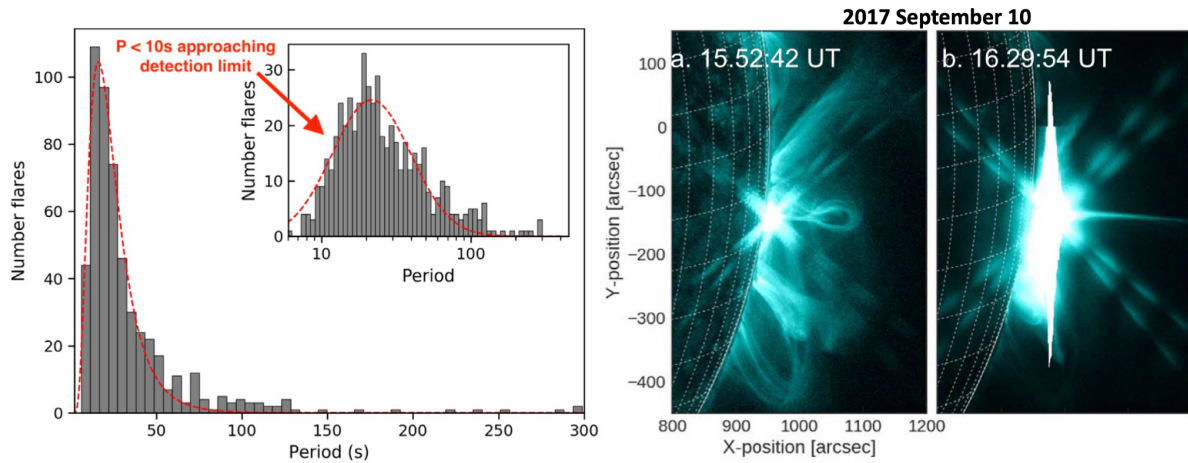 P < 10s approaching
detection limit
Number flares
100
80
60
40
20
0
50
100
150
200
250
300
Period (s)
Number flares
30
20
10
0
10
100
Period
2017 September 10
a. 15.52:42 UT
b. 16.29:54 UT
Y-position [arcsec]
100
0
−100
−200
−300
−400
800
900
1000
1100
1200
X-position [arcsec]